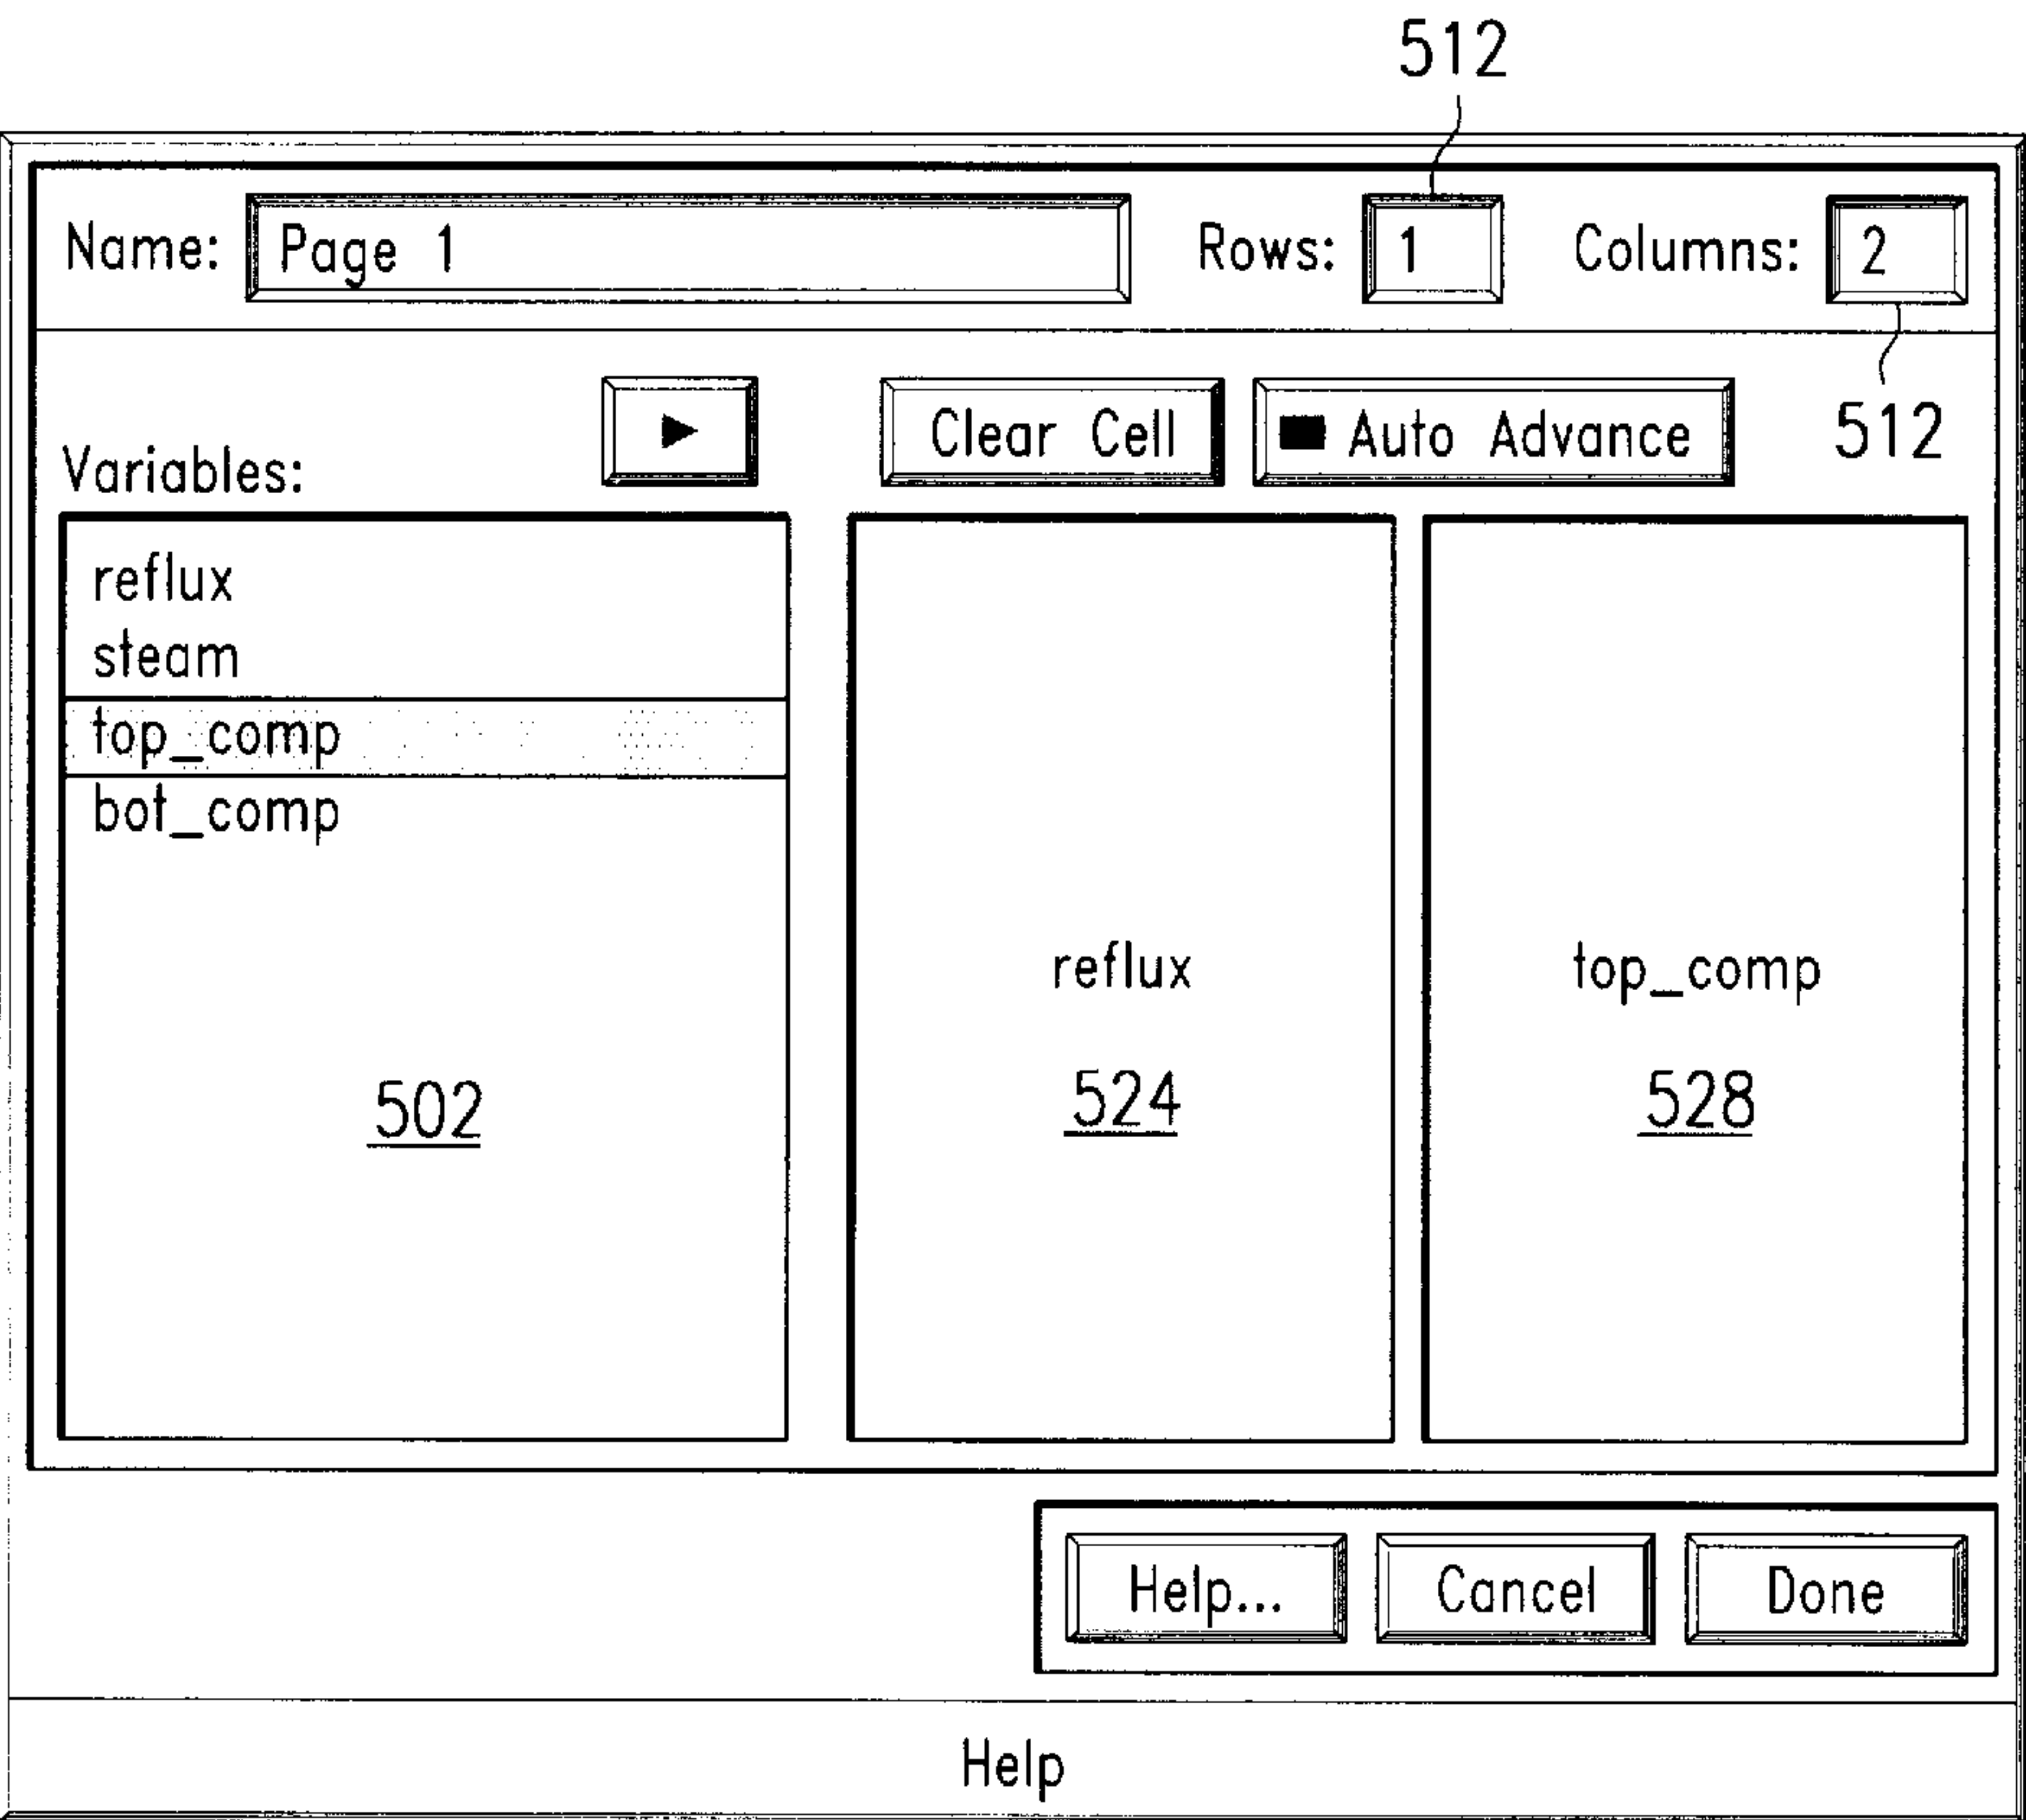 512
Name: Page 1 Rows: 1 Columns: 2
Variables: ▶ Clear Cell ■ Auto Advance 512
reflux
steam
top_comp
bot_comp
reflux top_comp
502 524 528
Help... Cancel Done
Help